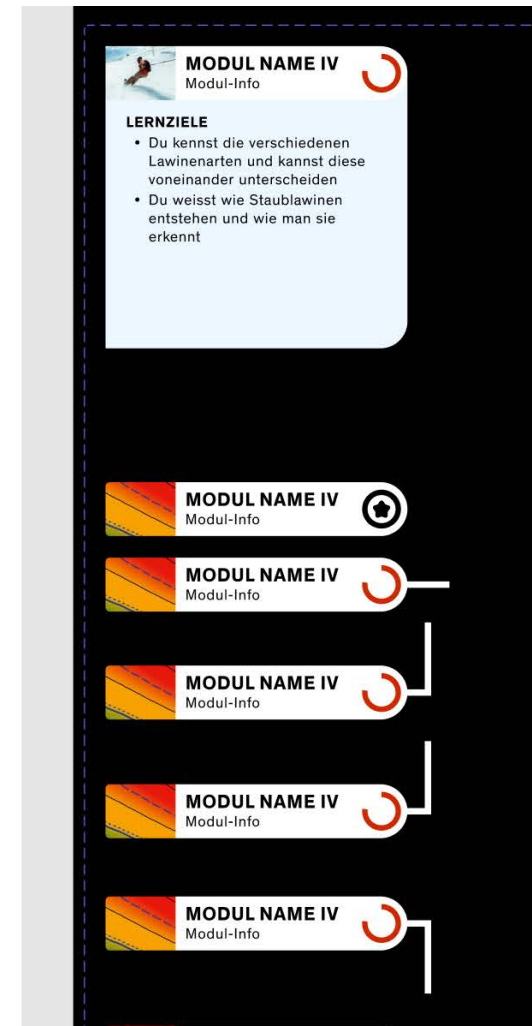 MODUL NAME IV
Modul-Info
LERNZIELE
• Du kennst die verschiedenen
Lawinenarten und kannst diese
voneinander unterscheiden
• Du weisst wie Staublawinen
entstehen und wie man sie
erkennt
MODUL NAME IV
Modul-Info
MODUL NAME IV
Modul-Info
MODUL NAME IV
Modul-Info
MODUL NAME IV
Modul-Info
MODUL NAME IV
Modul-Info